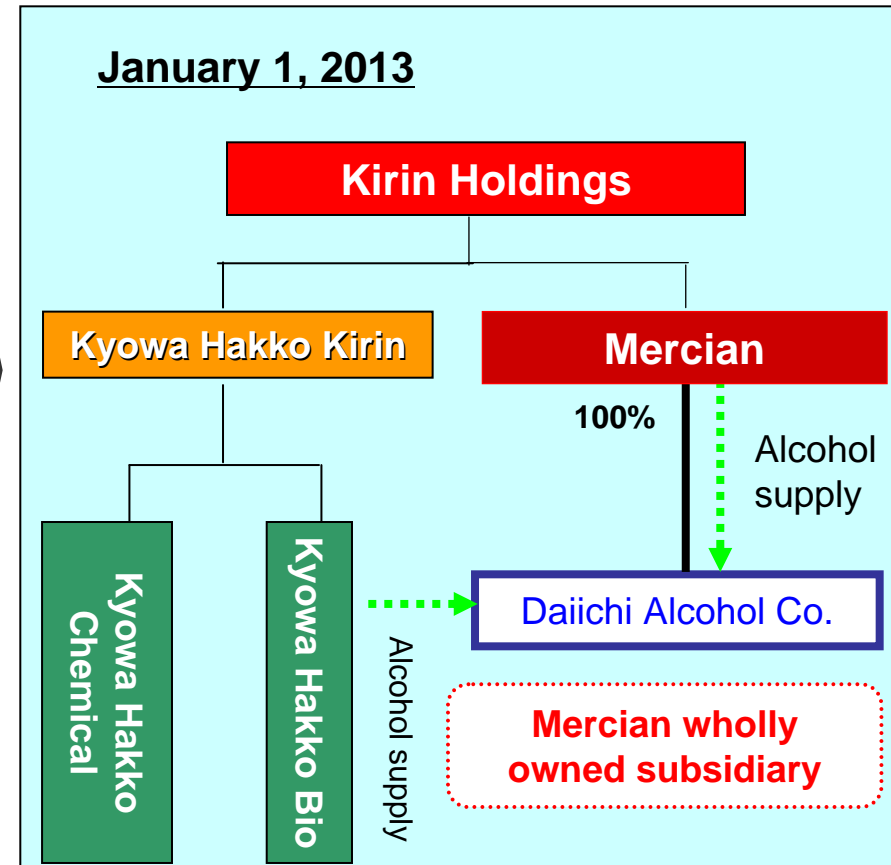 January 1, 2013
Kirin Holdings
Kyowa Hakko Kirin
Mercian
100%
Alcohol
supply
Kyowa Hakko
Chemical
Kyowa Hakko Bio
Alcohol supply
Daiichi Alcohol Co.
Mercian wholly
owned subsidiary